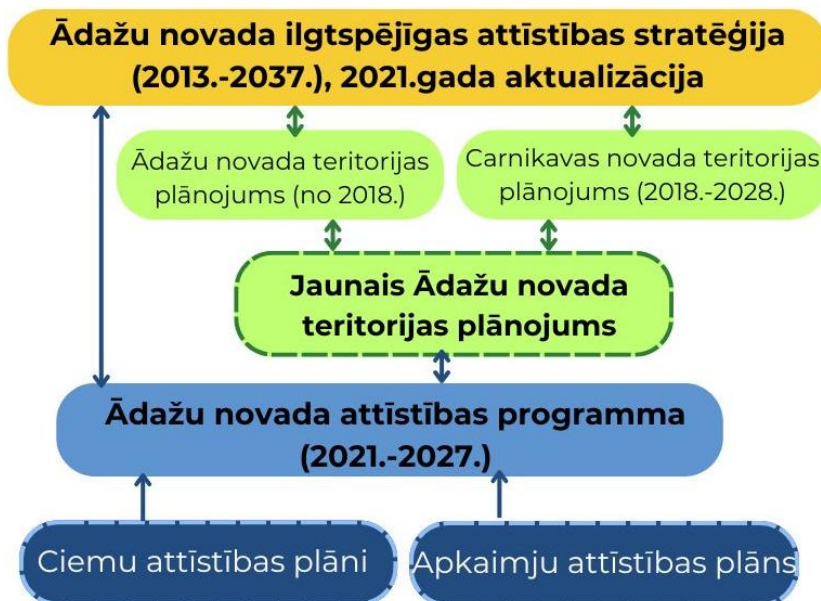 Ādažu novada ilgtspējīgas attīstības stratēģija
(2013.-2037.), 2021.gada aktualizācija
Ādažu novada teritorijas
plānojums (no 2018.)
Carnikavas novada teritorijas
plānojums (2018.-2028.)
Jaunais Ādažu novada
teritorijas plānojums
Ādažu novada attīstības programma
(2021.-2027.)
Ciemu attīstības plāni
Apkaimju attīstības plāns